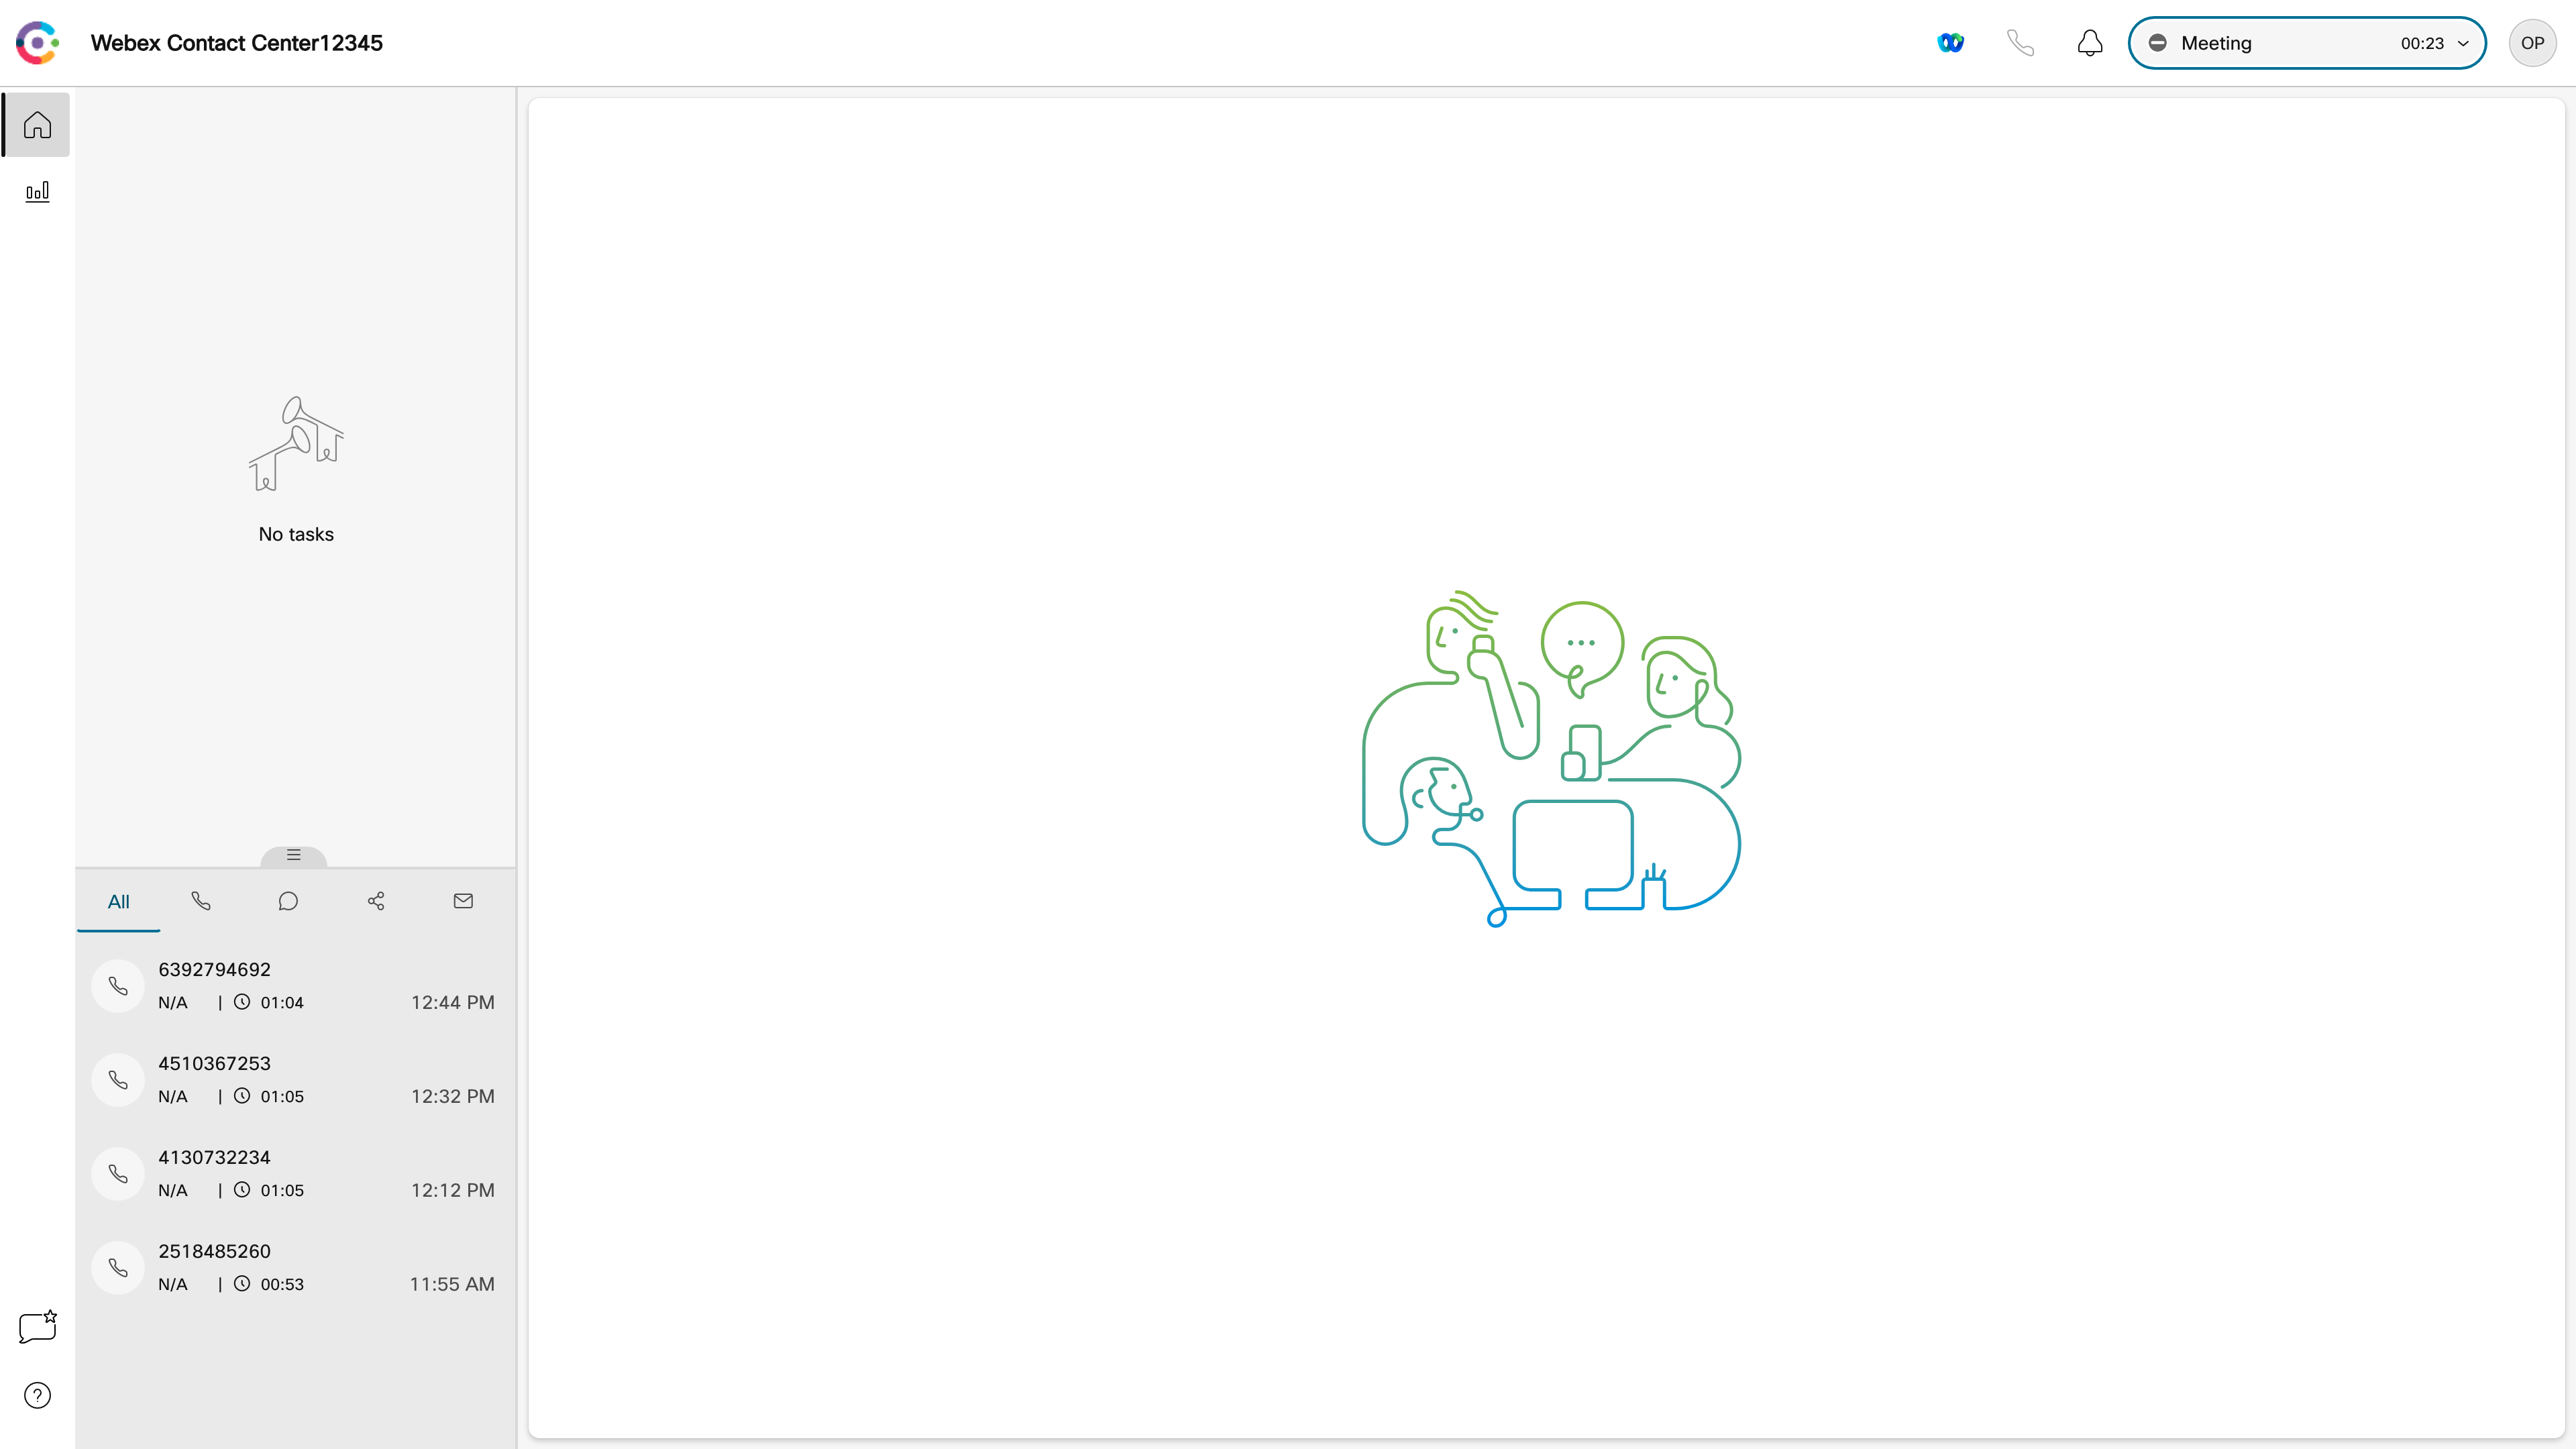 Webex Contact Center12345
Meeting 00:23
OP
No tasks
All
6392794692
N/A | 01:04 12:44 PM
4510367253
N/A | 01:05 12:32 PM
4130732234
N/A | 01:05 12:12 PM
2518485260
N/A | 00:53 11:55 AM